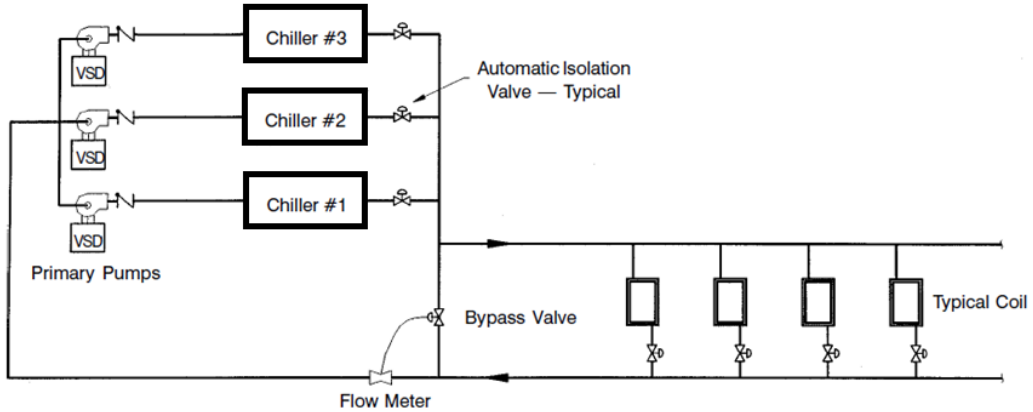 Chiller #3
VSD
Automatic Isolation
Valve — Typical
Chiller #2
VSD
Chiller #1
VSD
Primary Pumps
Typical Coil
Bypass Valve
Flow Meter